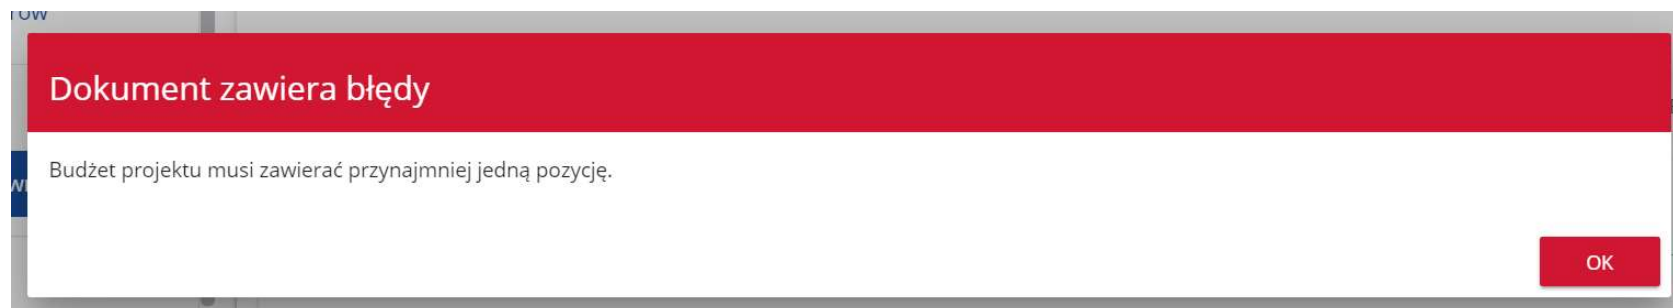 Dokument zawiera błędy
Budżet projektu musi zawierać przynajmniej jedną pozycję.
OK